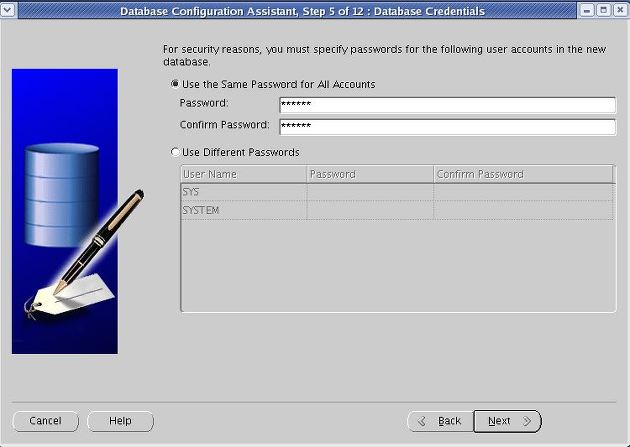 Database Configuration Assistant, Step 5 of 12 : Database Credentials
For security reasons, you must specify passwords for the following user accounts in the new
database.
Use the Same Password for All Accounts
Password: ******
Confirm Password: ******
Use Different Passwords
User Name Password Confirm Password
SYS
SYSTEM
Cancel Help Back Next